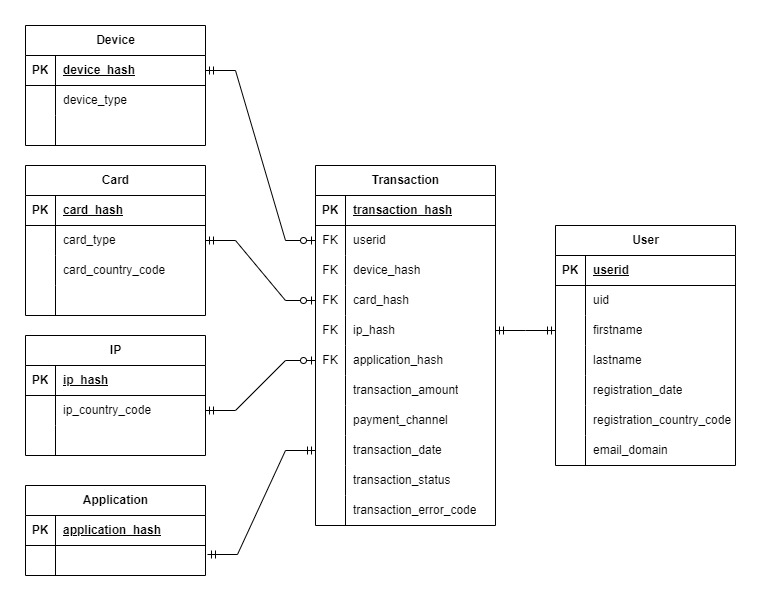 Device
PK device_hash
device_type
Card
PK card_hash
card_type
card_country_code
IP
PK ip_hash
ip_country_code
Application
PK application_hash
Transaction
PK transaction_hash
FK userid
FK device_hash
FK card_hash
FK ip_hash
FK application_hash
transaction_amount
payment_channel
transaction_date
transaction_status
transaction_error_code
User
PK userid
uid
firstname
lastname
registration_date
registration_country_code
email_domain